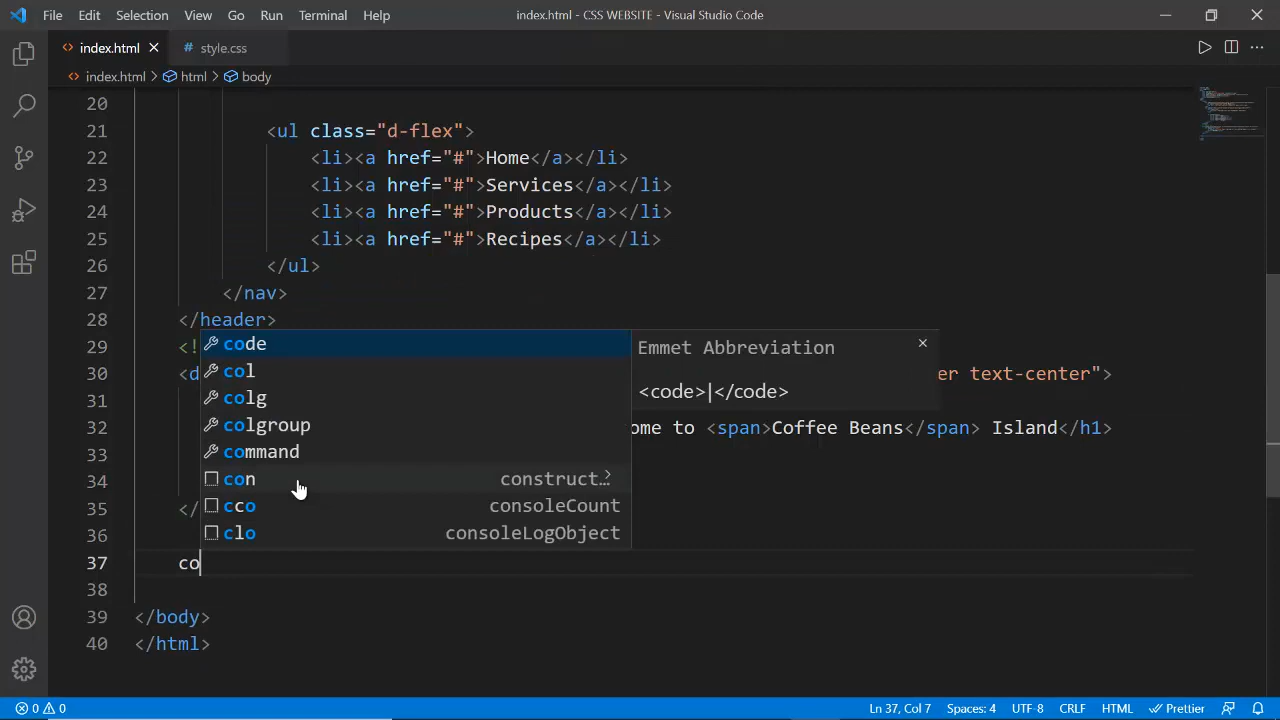 File Edit Selection View Go Run Terminal Help index.html - CSS WEBSITE - Visual Studio Code
<> index.html # style.css
<> index.html > html > body
20
21 <ul class="d-flex">
22 <li><a href="#">Home</a></li>
23 <li><a href="#">Services</a></li>
24 <li><a href="#">Products</a></li>
25 <li><a href="#">Recipes</a></li>
26 </ul>
27 </nav>
28 </header>
29 <!
30 <d er text-center">
31
32 ome to <span>Coffee Beans</span> Island</h1>
33
34
35 </
36
37 co
38
39 </body>
40 </html>
code
col
colg
colgroup
command
con construct…
cco consoleCount
clo consoleLogObject
Emmet Abbreviation
<code>|</code>
0 0 Ln 37, Col 7 Spaces: 4 UTF-8 CRLF HTML Prettier